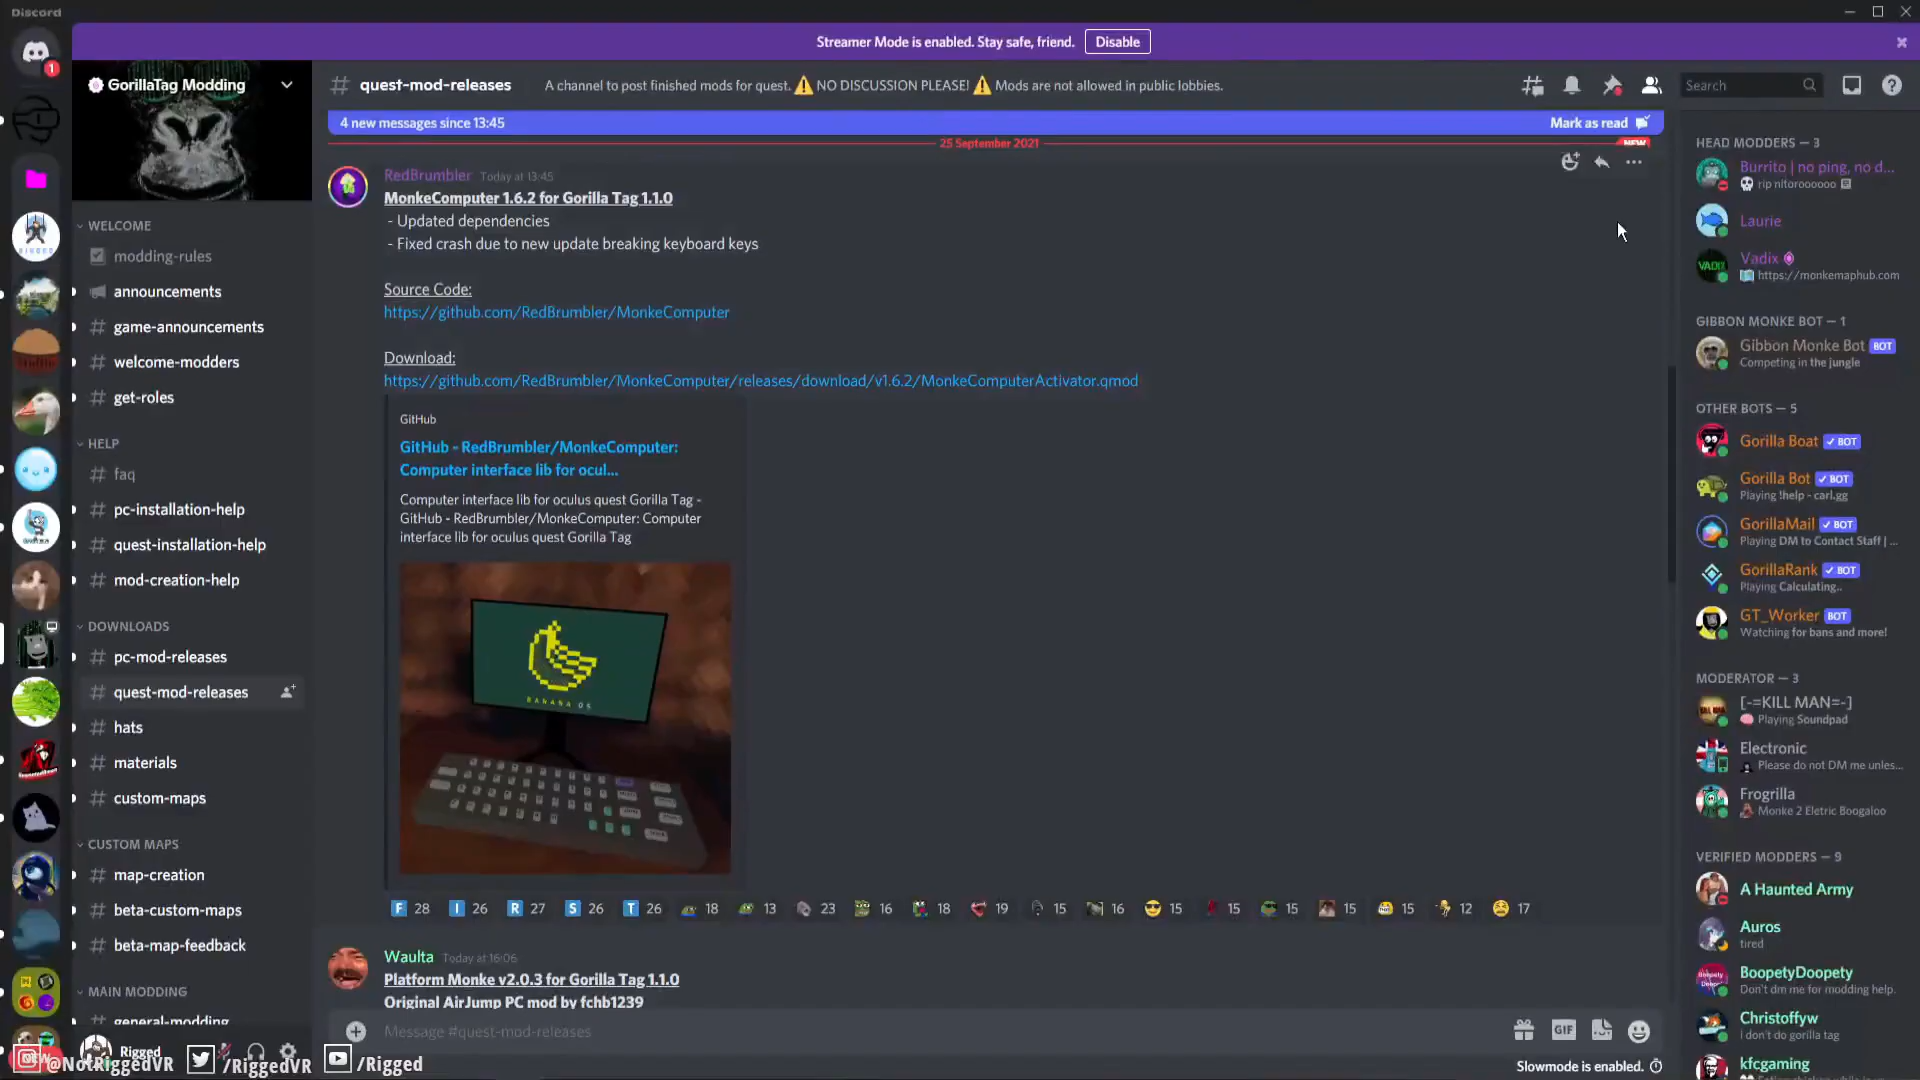 Discord
Streamer Mode is enabled. Stay safe, friend.
Disable
1
GorillaTag Modding
quest-mod-releases
A channel to post finished mods for quest. ⚠ NO DISCUSSION PLEASE! ⚠ Mods are not allowed in public lobbies.
Search
4 new messages since 13:45
Mark as read
25 September 2021
NEW
WELCOME
modding-rules
announcements
game-announcements
welcome-modders
get-roles
HELP
faq
pc-installation-help
quest-installation-help
mod-creation-help
DOWNLOADS
pc-mod-releases
quest-mod-releases
hats
materials
custom-maps
CUSTOM MAPS
map-creation
beta-custom-maps
beta-map-feedback
MAIN MODDING
general-modding
Rigged
@NotRiggedVR
/RiggedVR
/Rigged
RedBrumbler Today at 13:45
MonkeComputer 1.6.2 for Gorilla Tag 1.1.0
- Updated dependencies
- Fixed crash due to new update breaking keyboard keys
Source Code:
https://github.com/RedBrumbler/MonkeComputer
Download:
https://github.com/RedBrumbler/MonkeComputer/releases/download/v1.6.2/MonkeComputerActivator.qmod
GitHub
GitHub - RedBrumbler/MonkeComputer:
Computer interface lib for ocul...
Computer interface lib for oculus quest Gorilla Tag -
GitHub - RedBrumbler/MonkeComputer: Computer
interface lib for oculus quest Gorilla Tag
BANANA OS
F 28 I 26 R 27 S 26 T 26 18 13 23 16 18 19 15 16 15 15 15 15 15 12 17
Waulta Today at 16:06
Platform Monke v2.0.3 for Gorilla Tag 1.1.0
Original AirJump PC mod by fchb1239
Message #quest-mod-releases
GIF
Slowmode is enabled.
HEAD MODDERS — 3
Burrito | no ping, no d...
rip nitoroooooo
Laurie
Vadix
https://monkemaphub.com
GIBBON MONKE BOT — 1
Gibbon Monke Bot BOT
Competing in the jungle
OTHER BOTS — 5
Gorilla Boat ✓ BOT
Gorilla Bot ✓ BOT
Playing !help - carl.gg
GorillaMail ✓ BOT
Playing DM to Contact Staff | ...
GorillaRank ✓ BOT
Playing Calculating..
GT_Worker BOT
Watching for bans and more!
MODERATOR — 3
[-=KILL MAN=-]
Playing Soundpad
Electronic
Please do not DM me unles...
Frogrilla
Monke 2 Eletric Boogaloo
VERIFIED MODDERS — 9
A Haunted Army
Auros
tired
BoopetyDoopety
Don't dm me for modding help.
Christoffyw
i don't do gorilla tag
kfcgaming